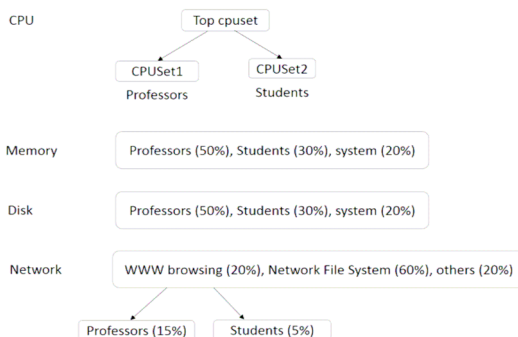 CPU
Top cpuset
CPUSet1
CPUSet2
Professors
Students
Memory
Professors (50%), Students (30%), system (20%)
Disk
Professors (50%), Students (30%), system (20%)
Network
WWW browsing (20%), Network File System (60%), others (20%)
Professors (15%)
Students (5%)